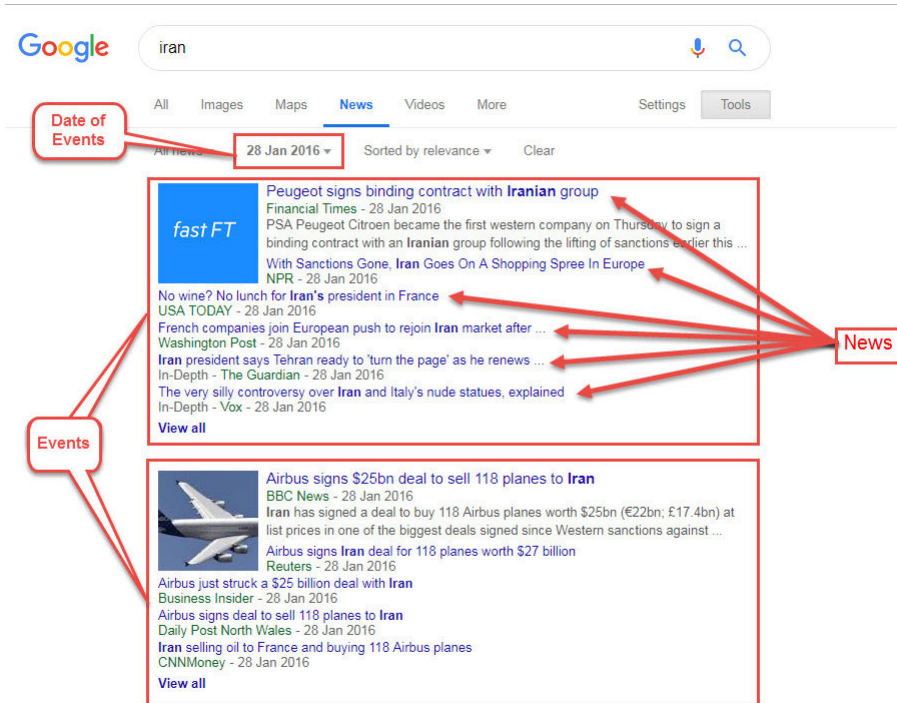 Google
iran
All Images Maps News Videos More Settings Tools
Date of
Events
All news 28 Jan 2016 Sorted by relevance Clear
fast FT
Peugeot signs binding contract with Iranian group
Financial Times - 28 Jan 2016
PSA Peugeot Citroen became the first western company on Thursday to sign a
binding contract with an Iranian group following the lifting of sanctions earlier this ...
With Sanctions Gone, Iran Goes On A Shopping Spree In Europe
NPR - 28 Jan 2016
No wine? No lunch for Iran's president in France
USA TODAY - 28 Jan 2016
French companies join European push to rejoin Iran market after ...
Washington Post - 28 Jan 2016
Iran president says Tehran ready to 'turn the page' as he renews ...
In-Depth - The Guardian - 28 Jan 2016
The very silly controversy over Iran and Italy's nude statues, explained
In-Depth - Vox - 28 Jan 2016
View all
News
Events
Airbus signs $25bn deal to sell 118 planes to Iran
BBC News - 28 Jan 2016
Iran has signed a deal to buy 118 Airbus planes worth $25bn (€22bn; £17.4bn) at
list prices in one of the biggest deals signed since Western sanctions against ...
Airbus signs Iran deal for 118 planes worth $27 billion
Reuters - 28 Jan 2016
Airbus just struck a $25 billion deal with Iran
Business Insider - 28 Jan 2016
Airbus signs deal to sell 118 planes to Iran
Daily Post North Wales - 28 Jan 2016
Iran selling oil to France and buying 118 Airbus planes
CNNMoney - 28 Jan 2016
View all